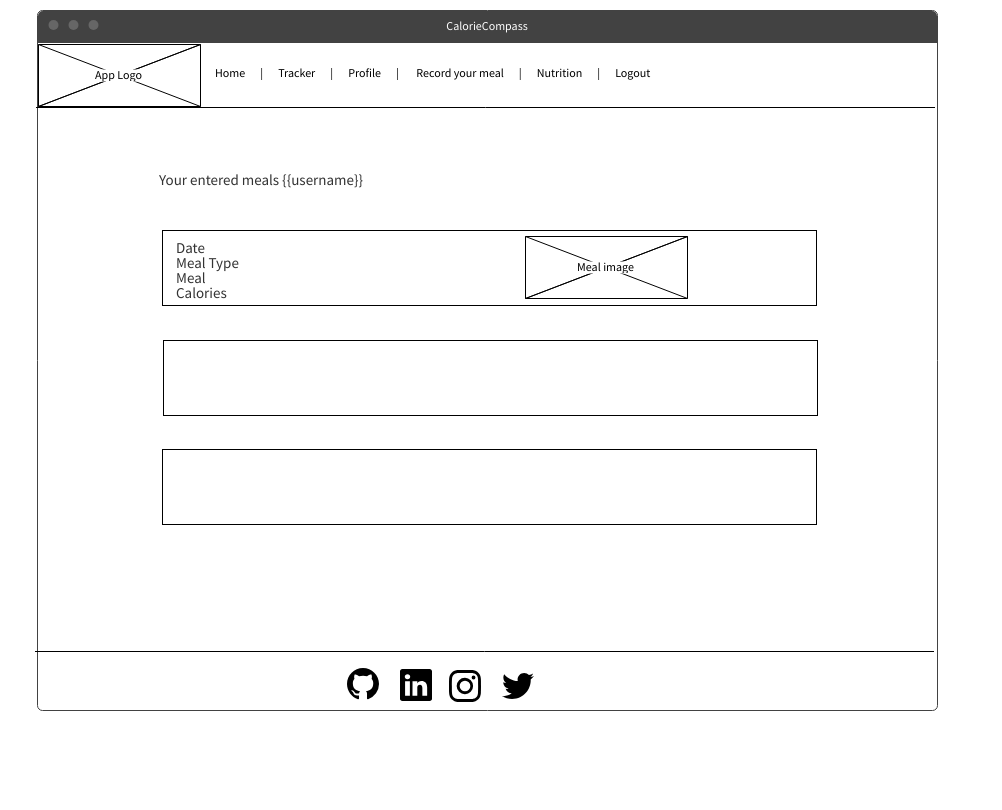 CalorieCompass
App Logo
Home | Tracker | Profile | Record your meal | Nutrition | Logout
Your entered meals {{username}}
Date
Meal Type
Meal
Calories
Meal image
in